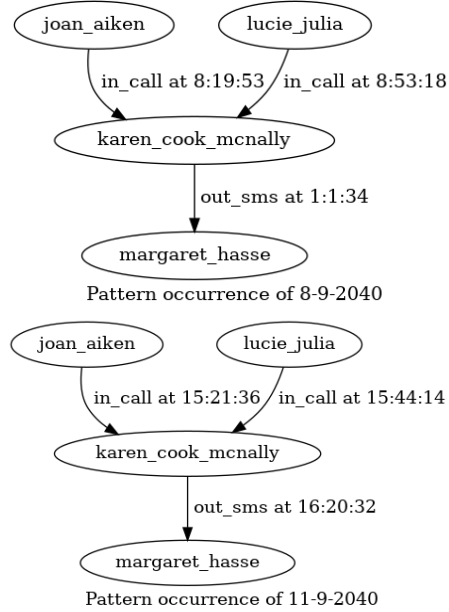 joan_aiken lucie_julia
in_call at 8:19:53 in_call at 8:53:18
karen_cook_mcnally
out_sms at 1:1:34
margaret_hasse
Pattern occurrence of 8-9-2040
joan_aiken lucie_julia
in_call at 15:21:36 in_call at 15:44:14
karen_cook_mcnally
out_sms at 16:20:32
margaret_hasse
Pattern occurrence of 11-9-2040